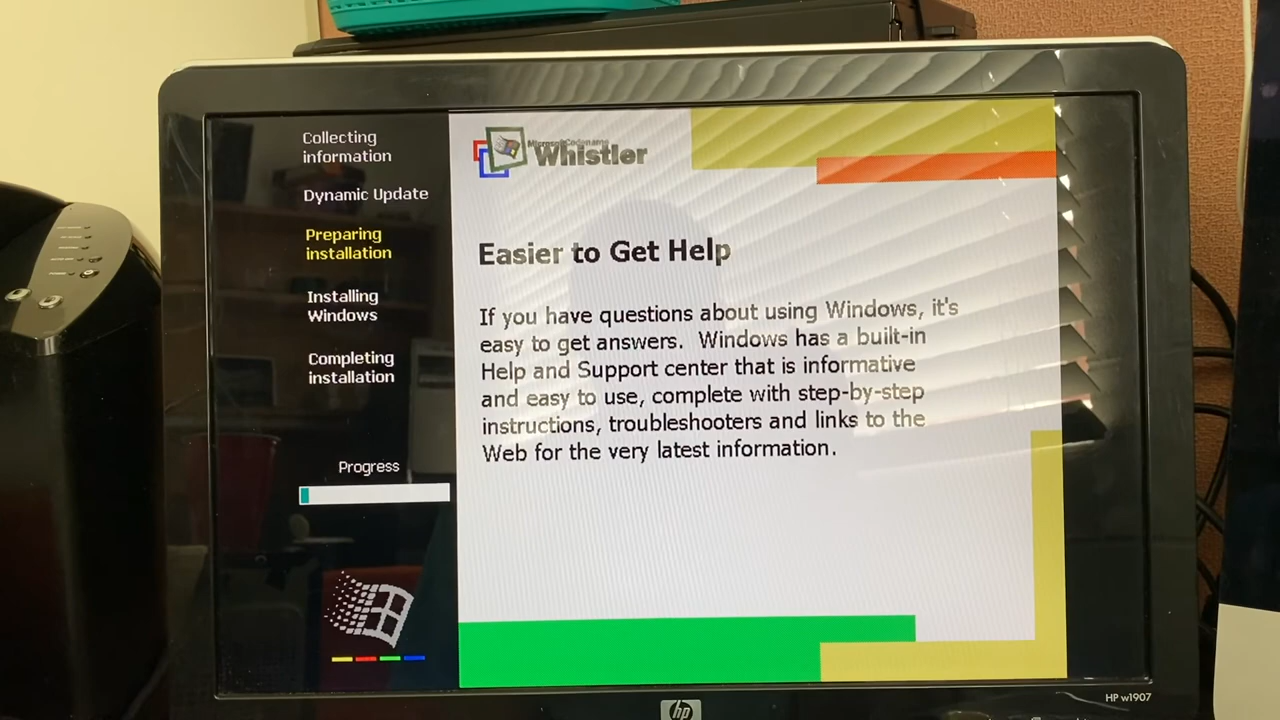 Collecting
information
Dynamic Update
Preparing
installation
Installing
Windows
Completing
installation
Progress
Microsoft Codename
Whistler
Easier to Get Help
If you have questions about using Windows, it's
easy to get answers.  Windows has a built-in
Help and Support center that is informative
and easy to use, complete with step-by-step
instructions, troubleshooters and links to the
Web for the very latest information.
hp
HP w1907